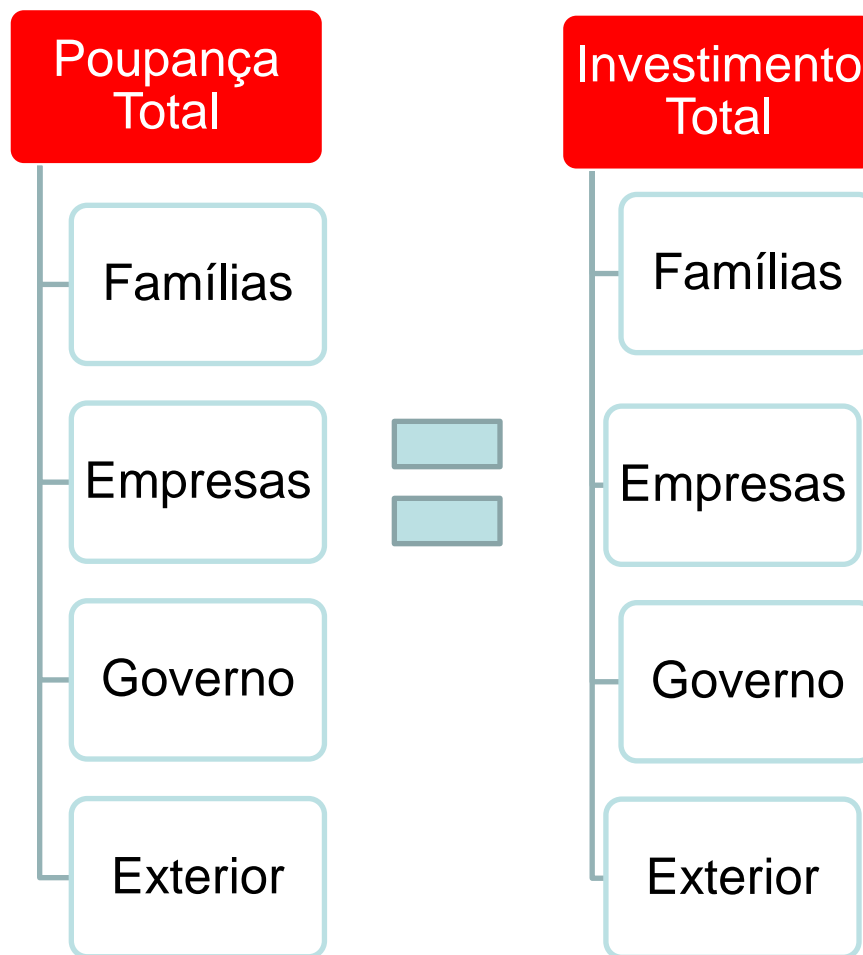 Poupança
Total
Famílias
Empresas
Governo
Exterior
Investimento
Total
Famílias
Empresas
Governo
Exterior